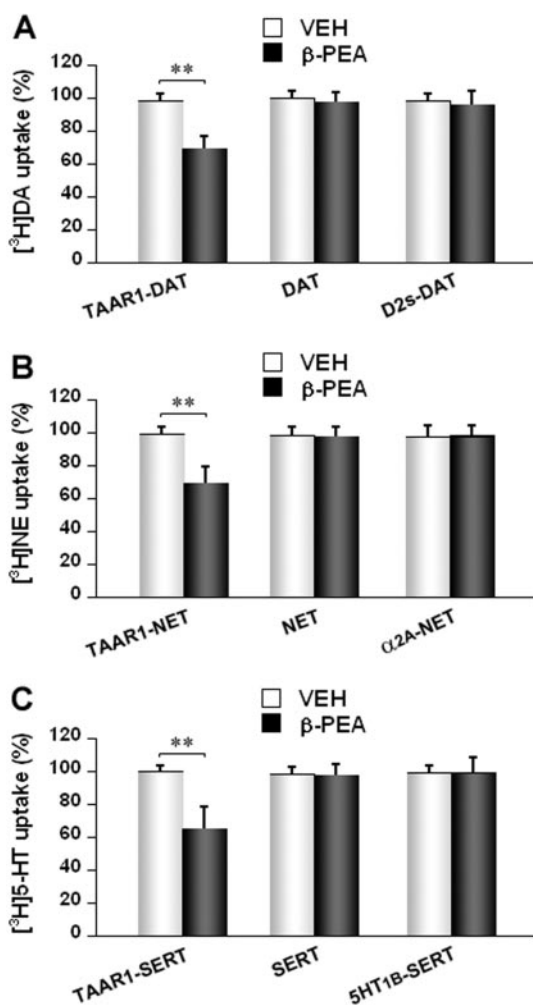 A
VEH
β-PEA
[³H]DA uptake (%)
120
100
80
60
40
20
0
**
TAAR1-DAT
DAT
D2s-DAT
B
VEH
β-PEA
[³H]NE uptake (%)
120
100
80
60
40
20
0
**
TAAR1-NET
NET
α2A-NET
C
VEH
β-PEA
[³H]5-HT uptake (%)
120
100
80
60
40
20
0
**
TAAR1-SERT
SERT
5HT1B-SERT